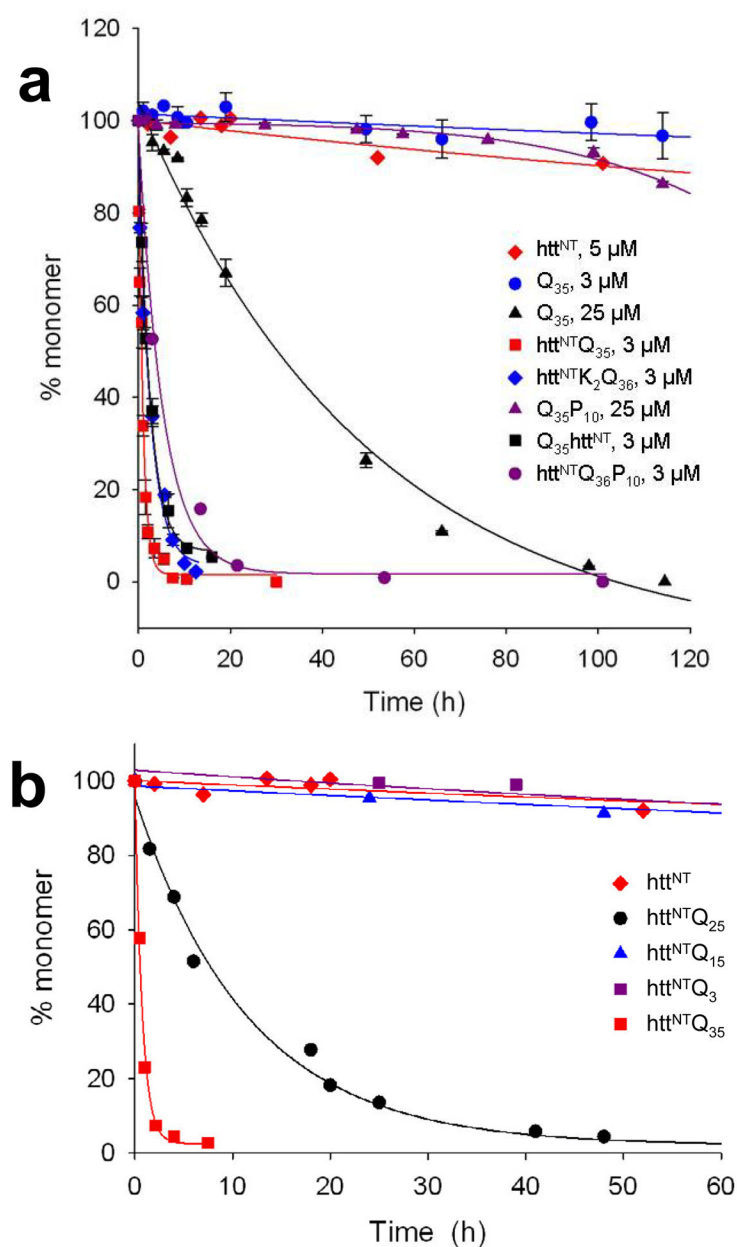 a
120
100
80
60
40
20
0
% monomer
httᴺᵀ, 5 µM
Q₃₅, 3 µM
Q₃₅, 25 µM
httᴺᵀQ₃₅, 3 µM
httᴺᵀK₂Q₃₆, 3 µM
Q₃₅P₁₀, 25 µM
Q₃₅httᴺᵀ, 3 µM
httᴺᵀQ₃₆P₁₀, 3 µM
0 20 40 60 80 100 120
Time (h)
b
100
80
60
40
20
0
% monomer
httᴺᵀ
httᴺᵀQ₂₅
httᴺᵀQ₁₅
httᴺᵀQ₃
httᴺᵀQ₃₅
0 10 20 30 40 50 60
Time (h)